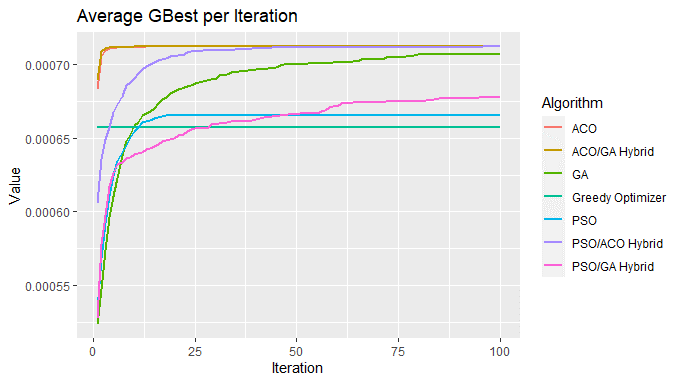 Average GBest per Iteration
Value
0.00070
0.00065
0.00060
0.00055
0 25 50 75 100
Iteration
Algorithm
ACO
ACO/GA Hybrid
GA
Greedy Optimizer
PSO
PSO/ACO Hybrid
PSO/GA Hybrid